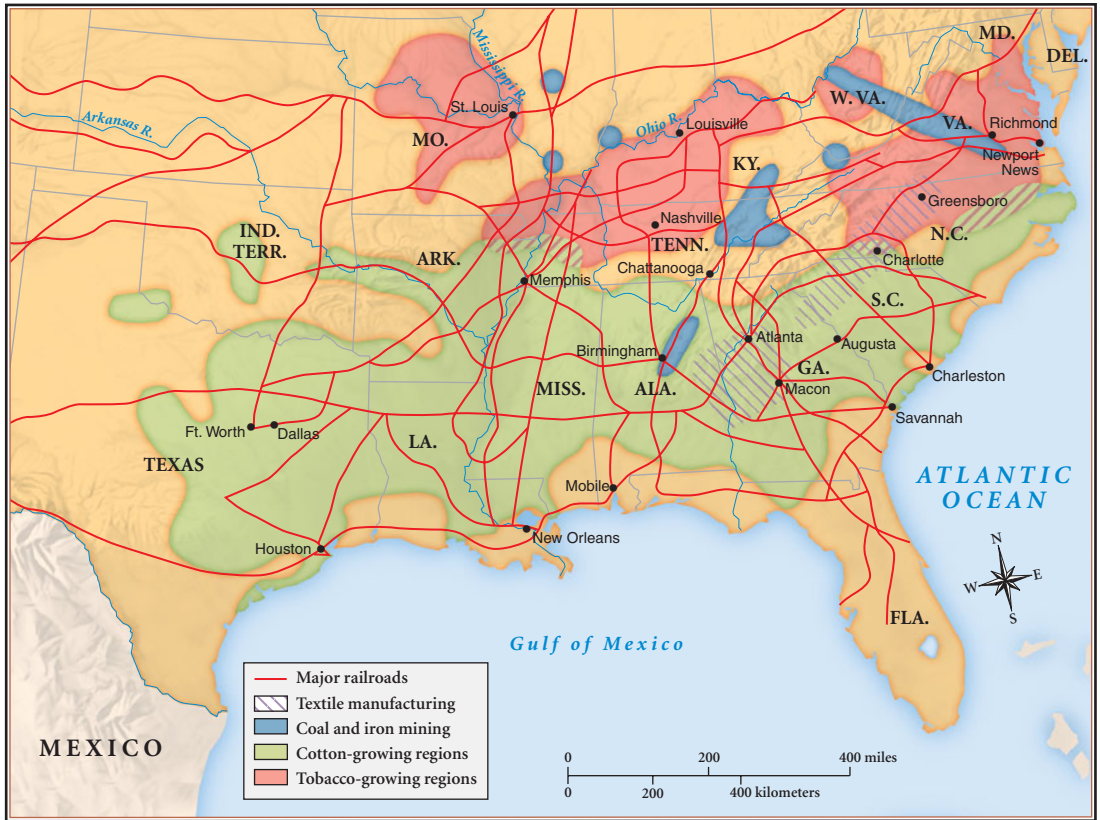 MD.
DEL.
Mississippi R.
W. VA.
St. Louis
Arkansas R.
Ohio R.
Louisville
VA.
Richmond
MO.
KY.
Newport
News
Greensboro
IND.
TERR.
Nashville
N.C.
TENN.
ARK.
Charlotte
Chattanooga
Memphis
S.C.
Atlanta
Augusta
Birmingham
GA.
Charleston
MISS.
ALA.
Macon
Savannah
Ft. Worth
Dallas
LA.
TEXAS
ATLANTIC
OCEAN
Mobile
New Orleans
Houston
N
W
E
S
FLA.
Gulf of Mexico
Major railroads
Textile manufacturing
Coal and iron mining
Cotton-growing regions
Tobacco-growing regions
MEXICO
0 200 400 miles
0 200 400 kilometers